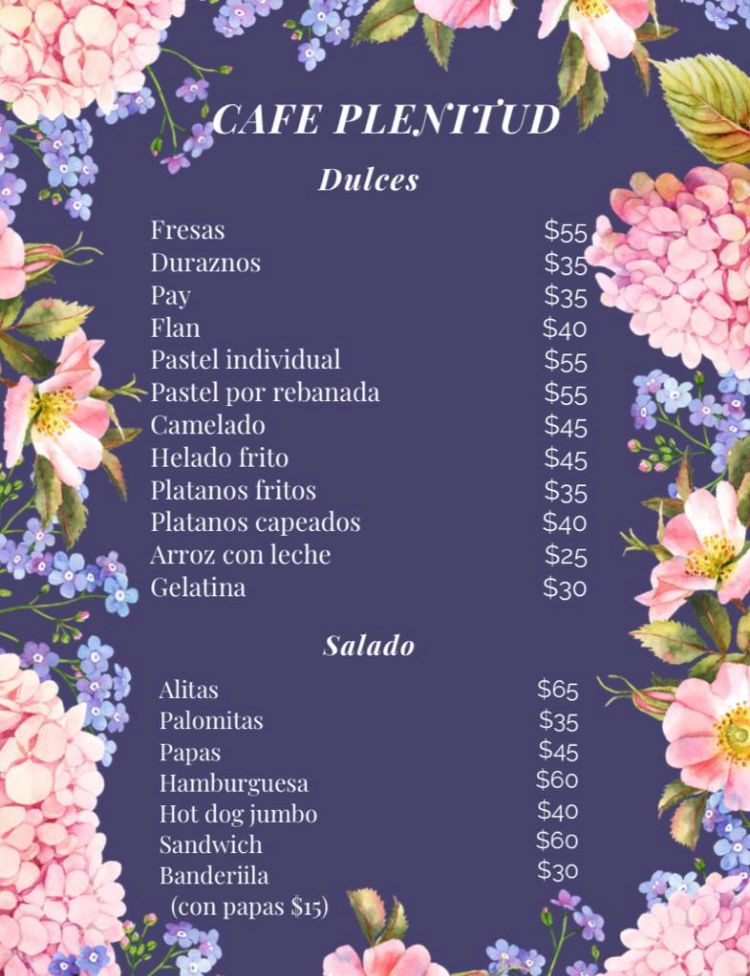 CAFE PLENITUD
Dulces
Fresas $55
Duraznos $35
Pay $35
Flan $40
Pastel individual $55
Pastel por rebanada $55
Camelado $45
Helado frito $45
Platanos fritos $35
Platanos capeados $40
Arroz con leche $25
Gelatina $30
Salado
Alitas $65
Palomitas $35
Papas $45
Hamburguesa $60
Hot dog jumbo $40
Sandwich $60
Banderiila $30
(con papas $15)